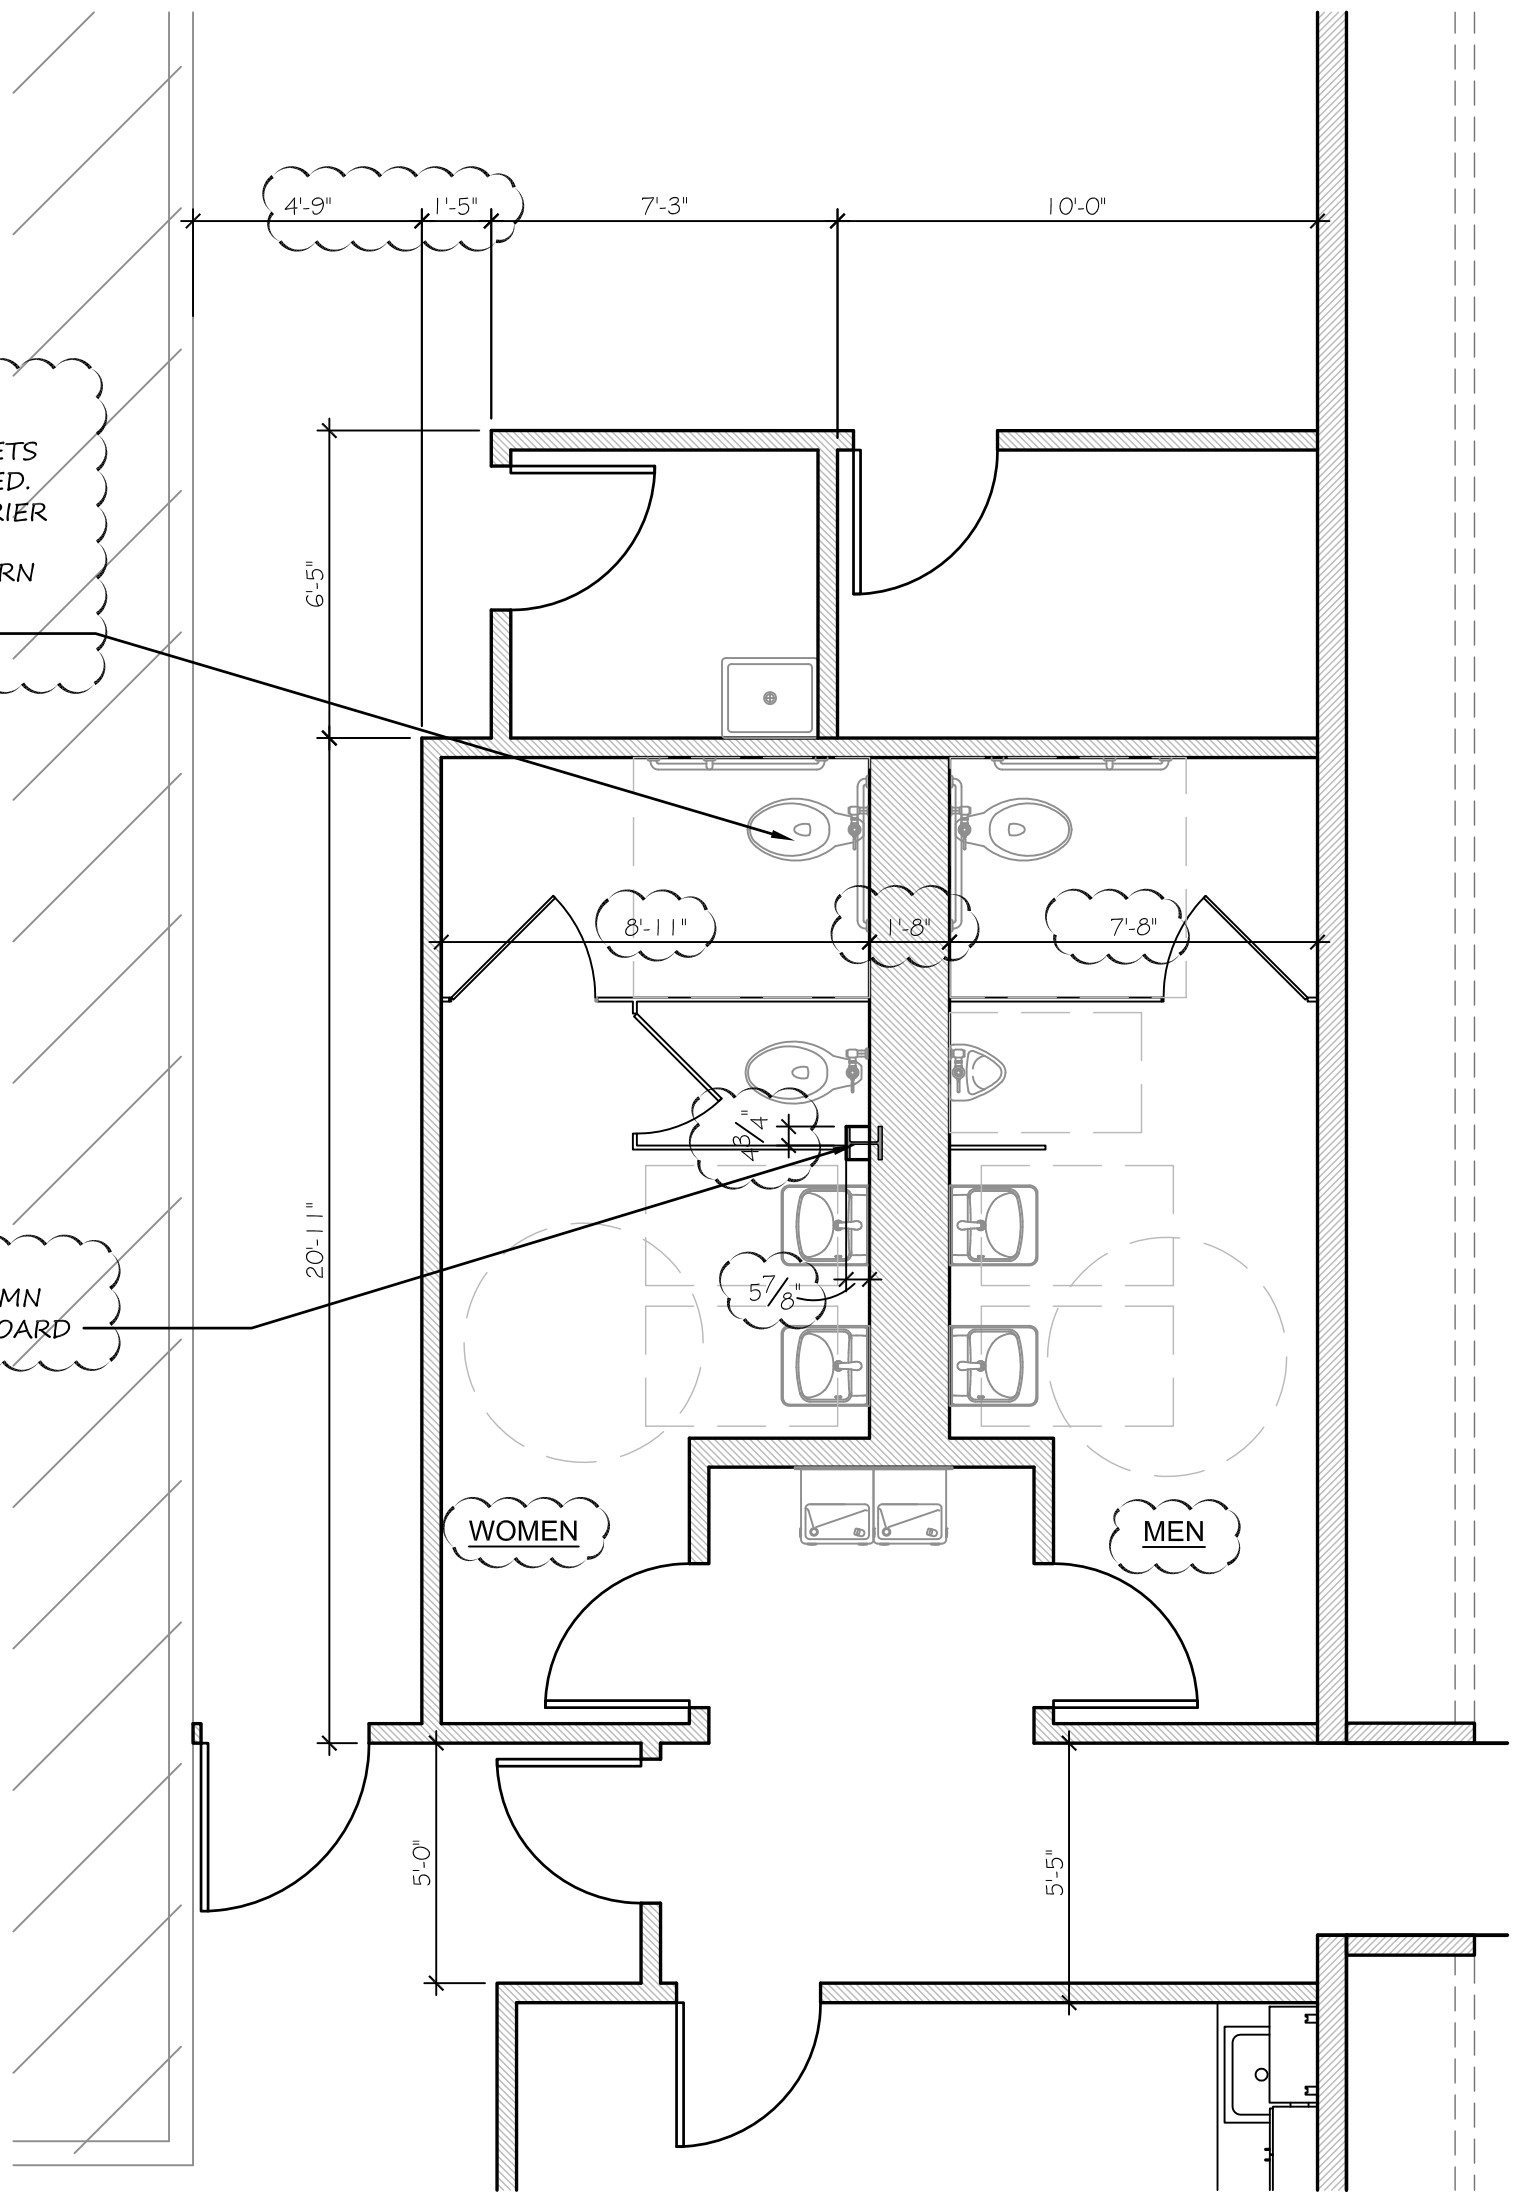 4'-9" 1'-5" 7'-3" 10'-0"
ETS
ED.
RIER
RN
6'-5"
8'-11" 1'-8" 7'-8"
4 3/4"
20'-11"
5 7/8"
MN
OARD
WOMEN
MEN
5'-0"
5'-5"